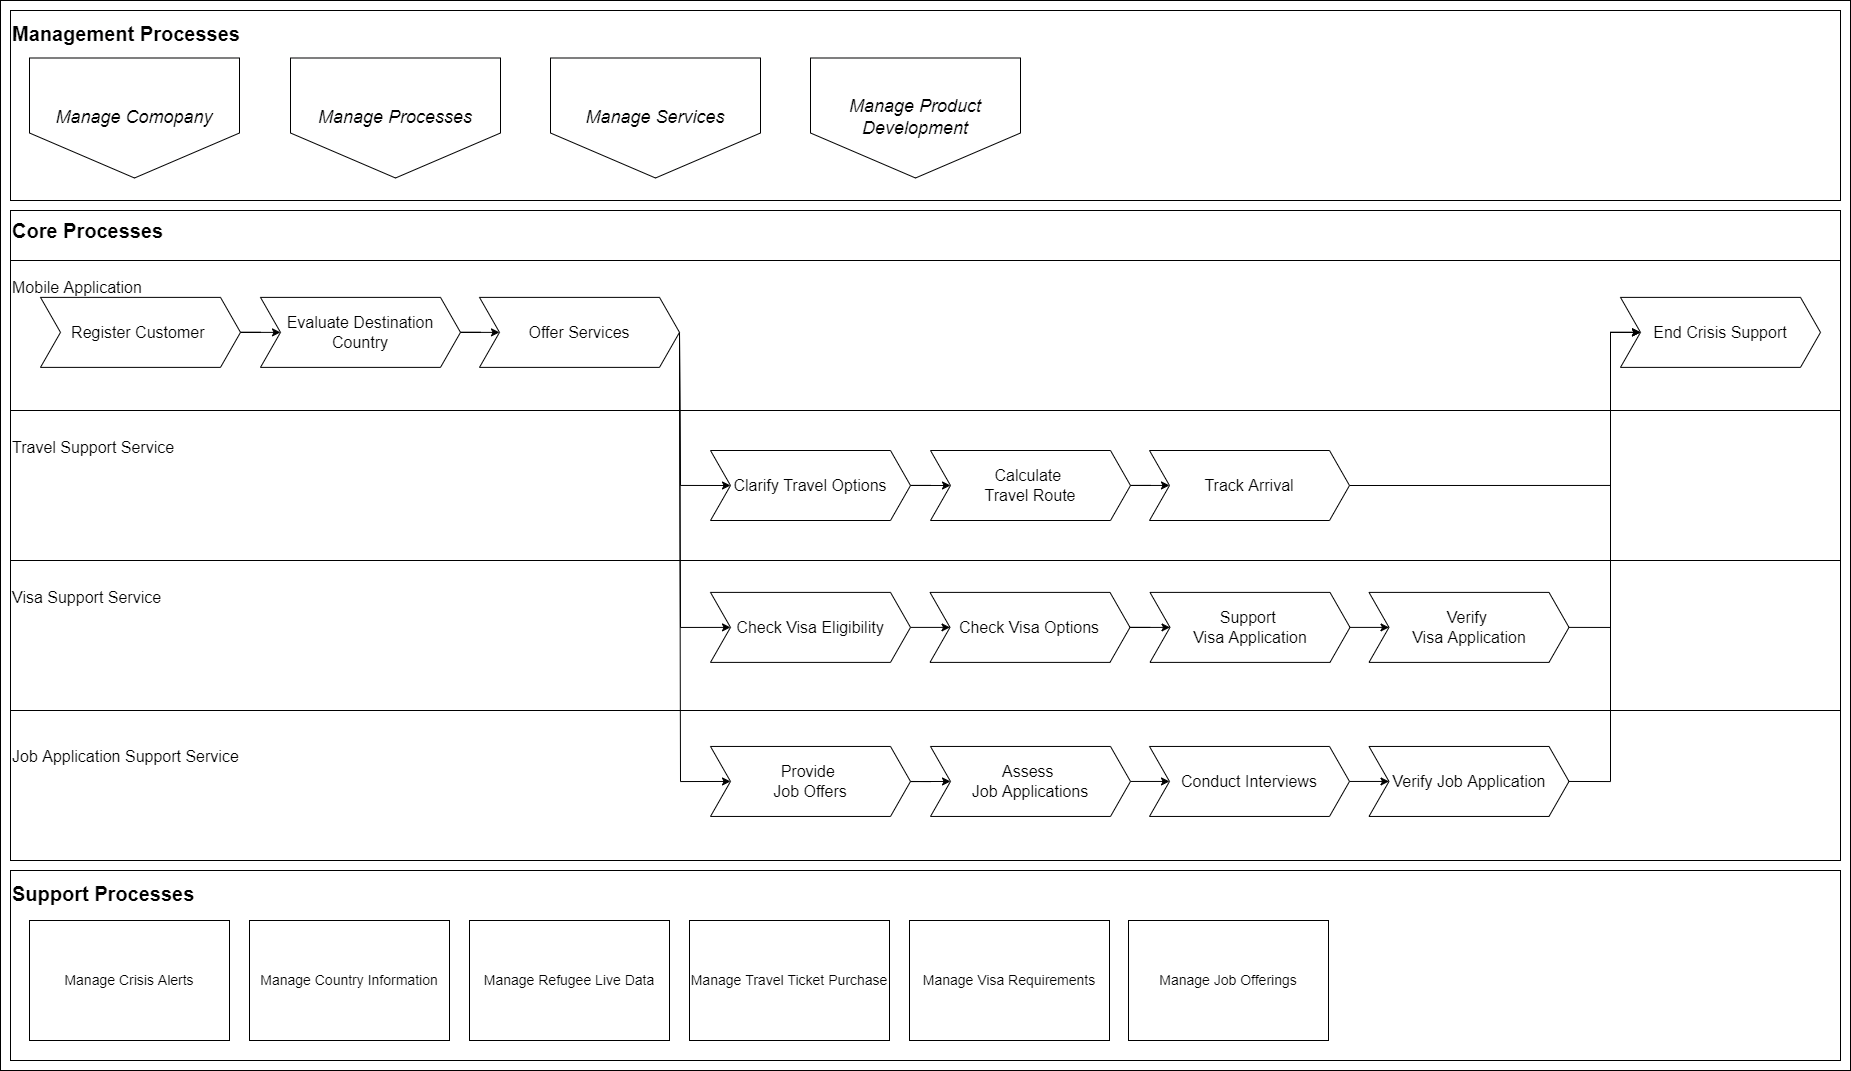 Management Processes
Manage Comopany
Manage Processes
Manage Services
Manage Product
Development
Core Processes
Mobile Application
Register Customer
Evaluate Destination
Country
Offer Services
End Crisis Support
Travel Support Service
Clarify Travel Options
Calculate
Travel Route
Track Arrival
Visa Support Service
Check Visa Eligibility
Check Visa Options
Support
Visa Application
Verify
Visa Application
Job Application Support Service
Provide
Job Offers
Assess
Job Applications
Conduct Interviews
Verify Job Application
Support Processes
Manage Crisis Alerts
Manage Country Information
Manage Refugee Live Data
Manage Travel Ticket Purchase
Manage Visa Requirements
Manage Job Offerings